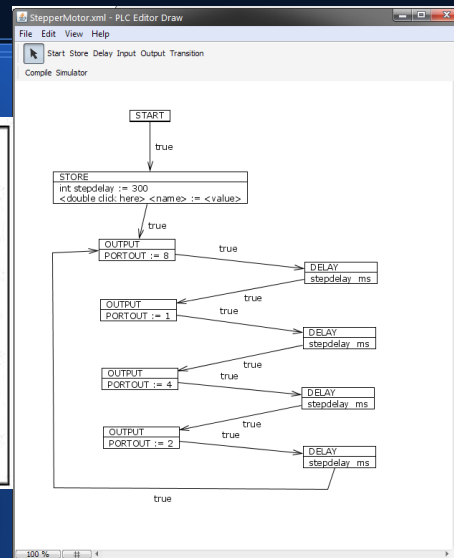 StepperMotor.xml - PLC Editor Draw
File Edit View Help
Start Store Delay Input Output Transition
Compile Simulator
START
true
STORE
int stepdelay := 300
<double click here> <name> := <value>
true
OUTPUT
PORTOUT := 8
true
DELAY
stepdelay ms
true
OUTPUT
PORTOUT := 1
true
DELAY
stepdelay ms
true
OUTPUT
PORTOUT := 4
true
DELAY
stepdelay ms
true
OUTPUT
PORTOUT := 2
true
DELAY
stepdelay ms
true
100 % #